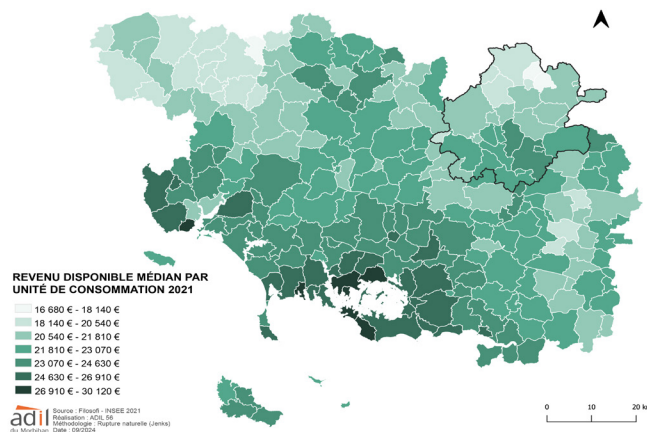 REVENU DISPONIBLE MÉDIAN PAR
UNITÉ DE CONSOMMATION 2021
16 680 € - 18 140 €
18 140 € - 20 540 €
20 540 € - 21 810 €
21 810 € - 23 070 €
23 070 € - 24 630 €
24 630 € - 26 910 €
26 910 € - 30 120 €
adil
du Morbihan
Source : Filosofi - INSEE 2021
Réalisation : ADIL 56
Méthodologie : Rupture naturelle (Jenks)
Date : 09/2024
0 10 20 k